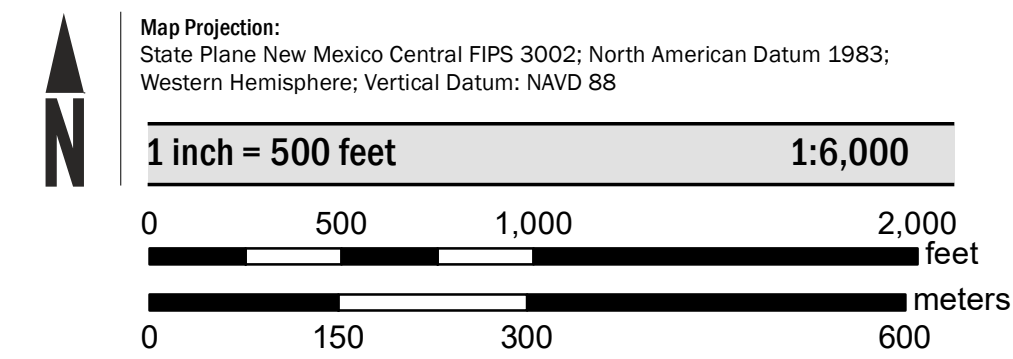 Map Projection:
State Plane New Mexico Central FIPS 3002; North American Datum 1983;
Western Hemisphere; Vertical Datum: NAVD 88
N
1 inch = 500 feet 1:6,000
0 500 1,000 2,000
feet
meters
0 150 300 600